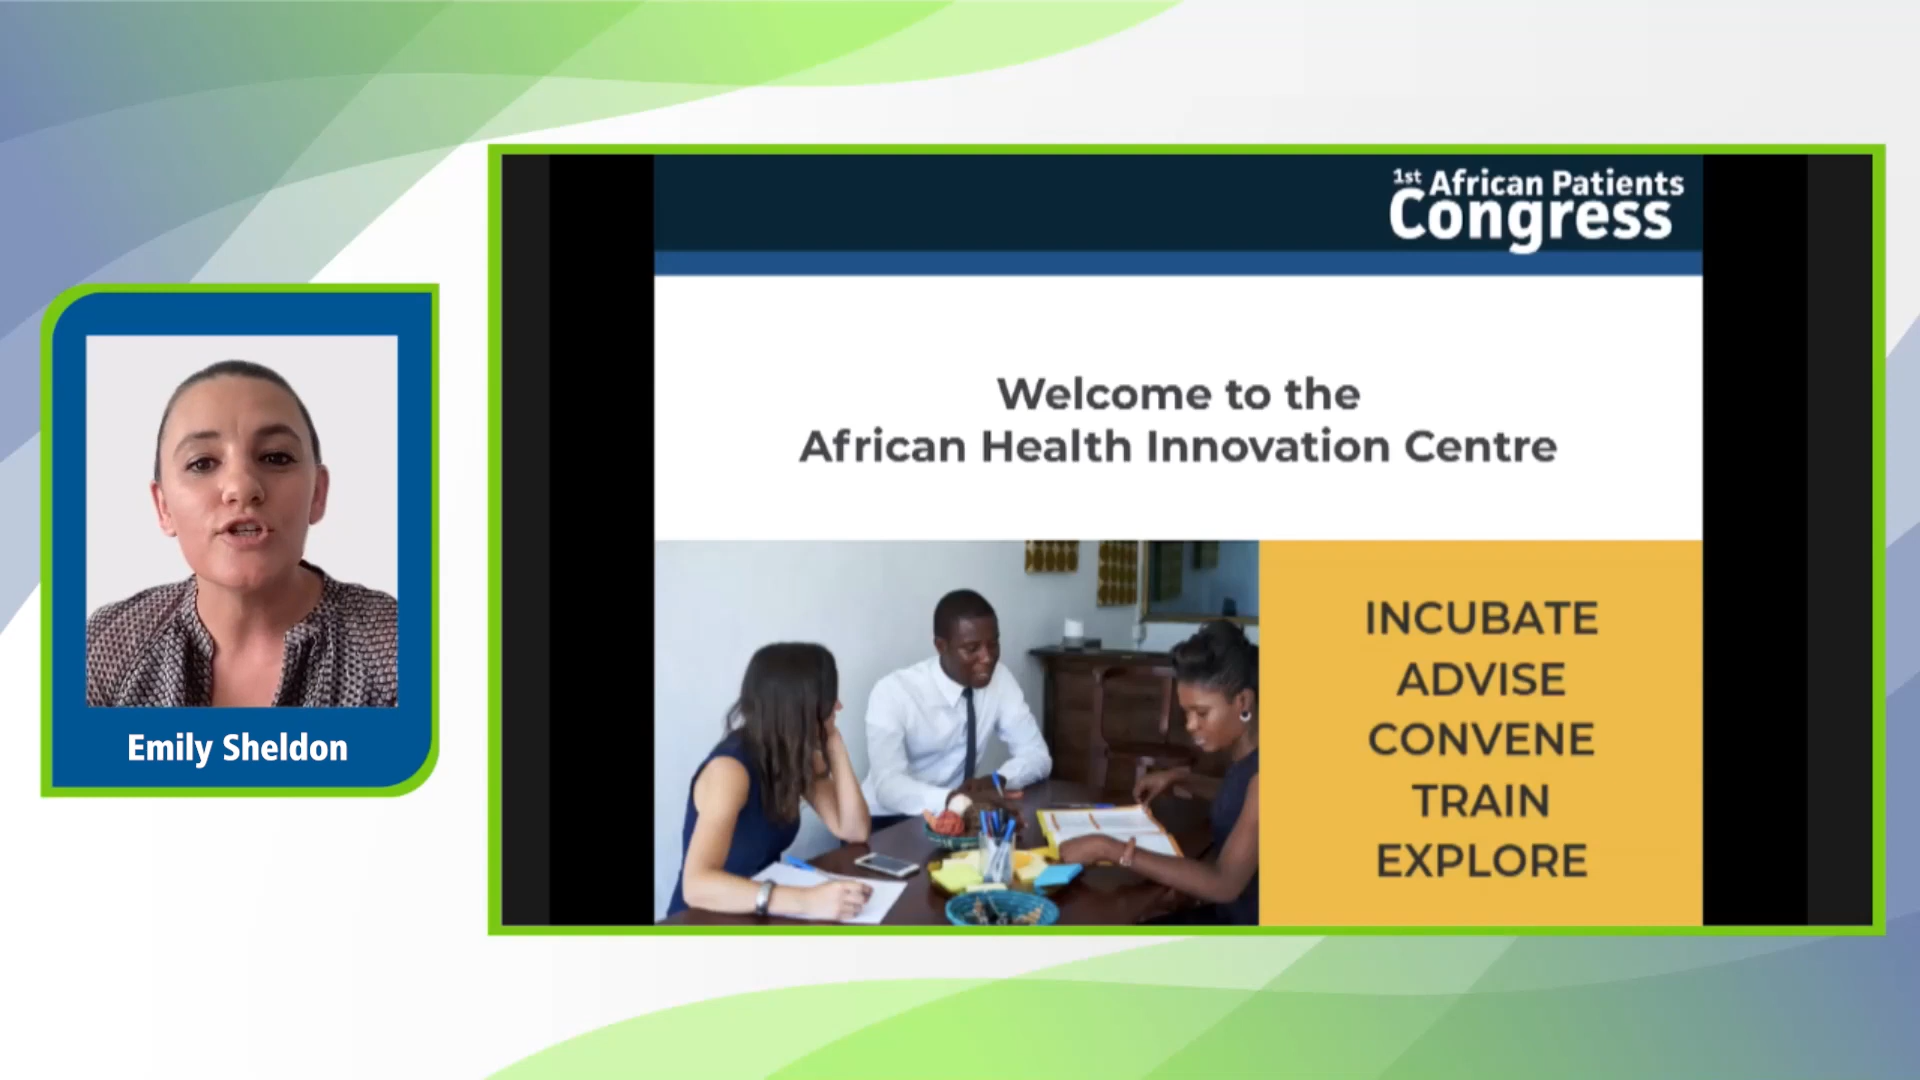 1st African Patients
Congress
Welcome to the
African Health Innovation Centre
INCUBATE
ADVISE
CONVENE
TRAIN
EXPLORE
Emily Sheldon